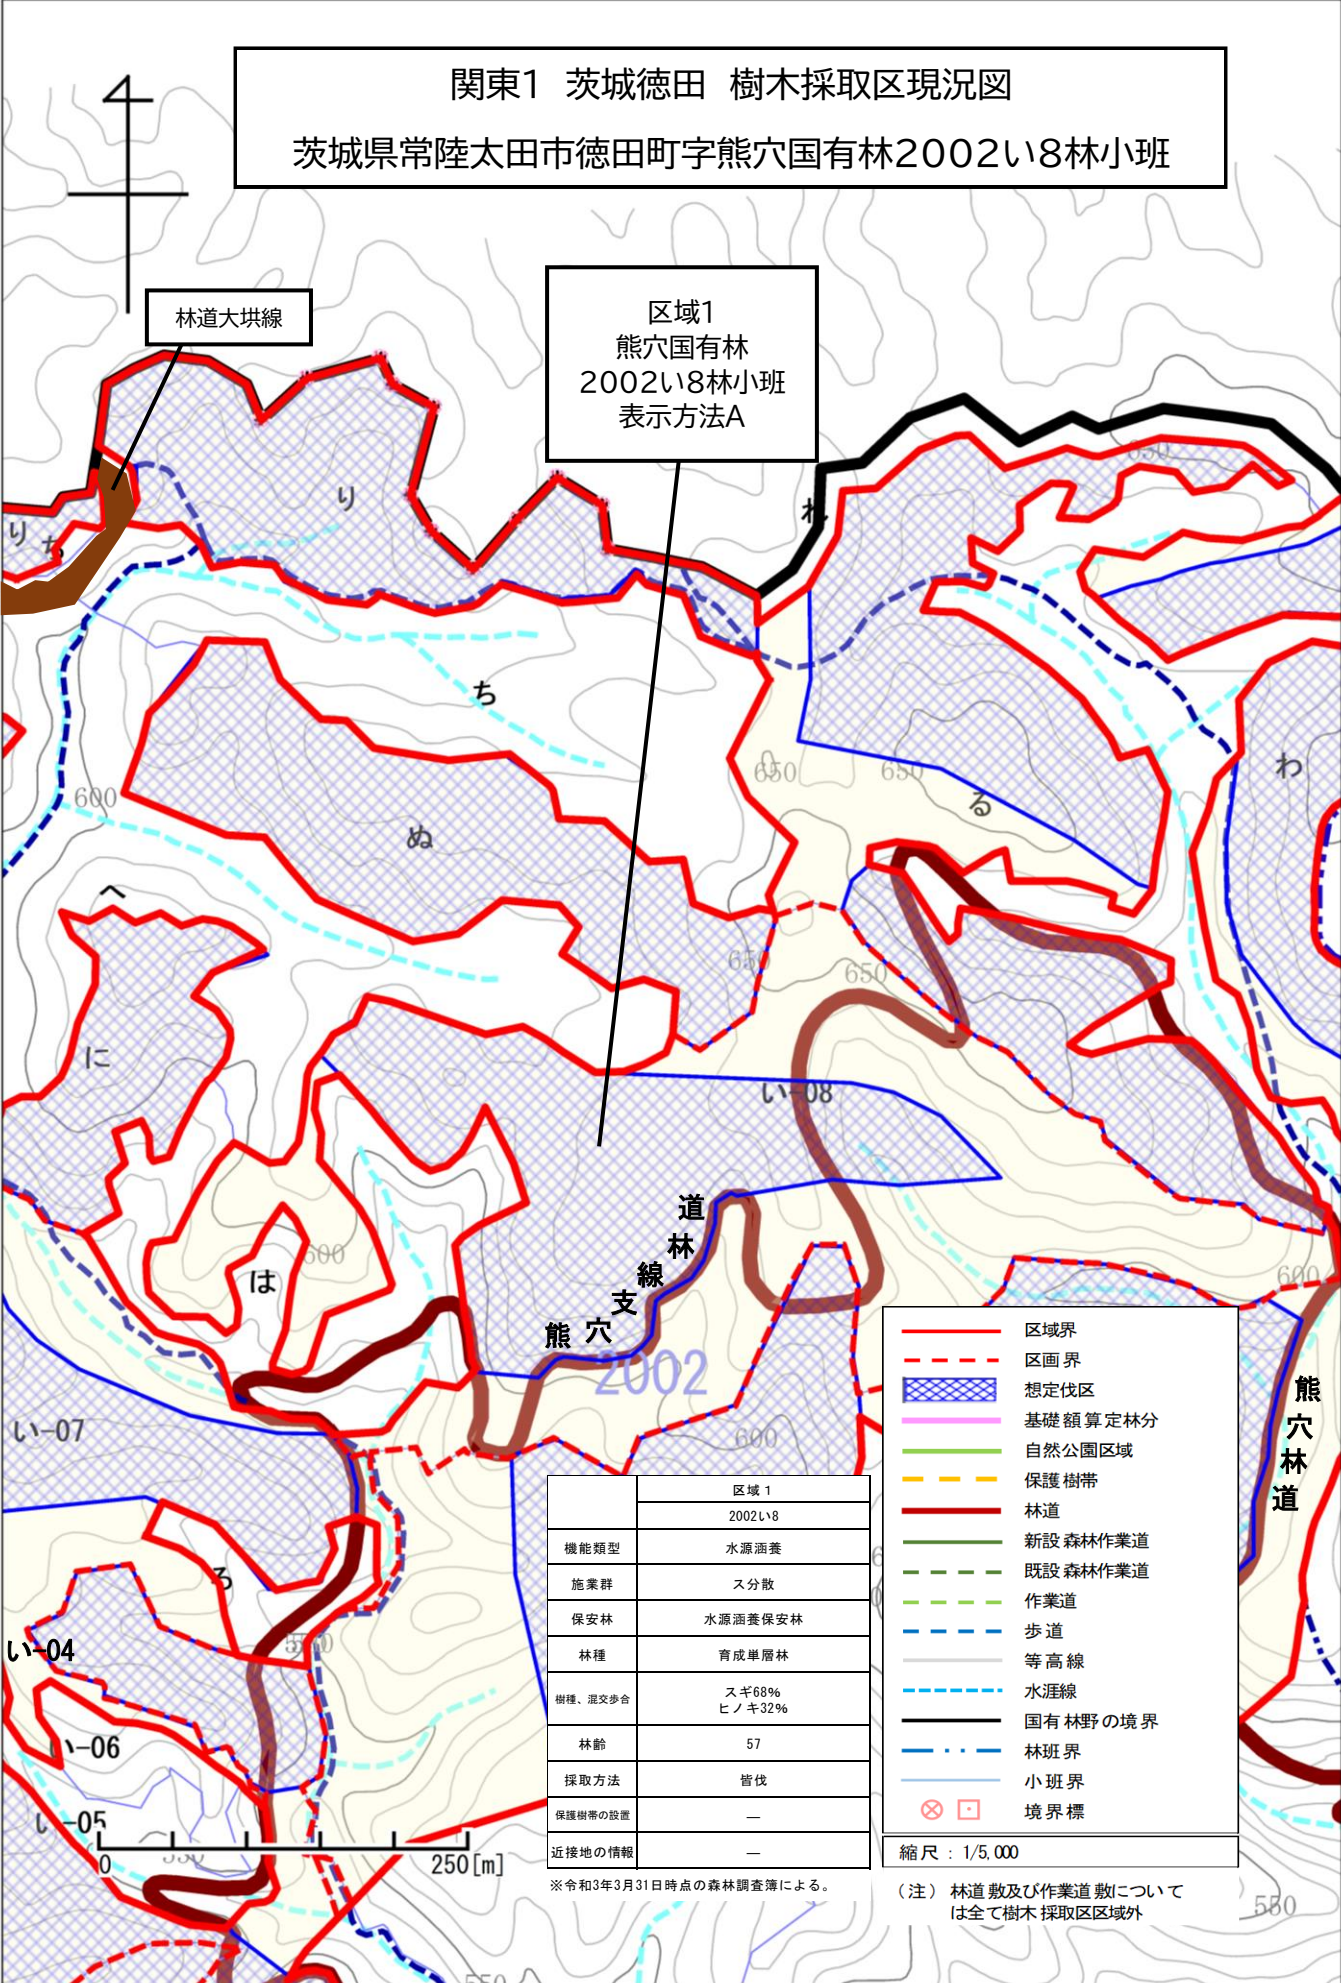 関東1 茨城徳田 樹木採取区現況図
茨城県常陸太田市徳田町字熊穴国有林2002い8林小班
林道大垬線
区域1
熊穴国有林
2002い8林小班
表示方法A
り
れ
650
り
ち
ち
わ
650
650
る
600
ぬ
へ
650
650
に
い-08
道林線支穴熊
600
は
600
2002
い-07
600
熊穴林道
ろ
550
い-04
い-06
い-05
550
0
250[m]
550
550
区域1
2002い8
機能類型 水源涵養
施業群 ス分散
保安林 水源涵養保安林
林種 育成単層林
樹種、混交歩合 スギ68%
ヒノキ32%
林齢 57
採取方法 皆伐
保護樹帯の設置 ―
近接地の情報 ―
※令和3年3月31日時点の森林調査簿による。
区域界
区画界
想定伐区
基礎額算定林分
自然公園区域
保護樹帯
林道
新設森林作業道
既設森林作業道
作業道
歩道
等高線
水涯線
国有林野の境界
林班界
小班界
境界標
縮尺：1/5,000
（注）林道敷及び作業道敷について
は全て樹木採取区区域外